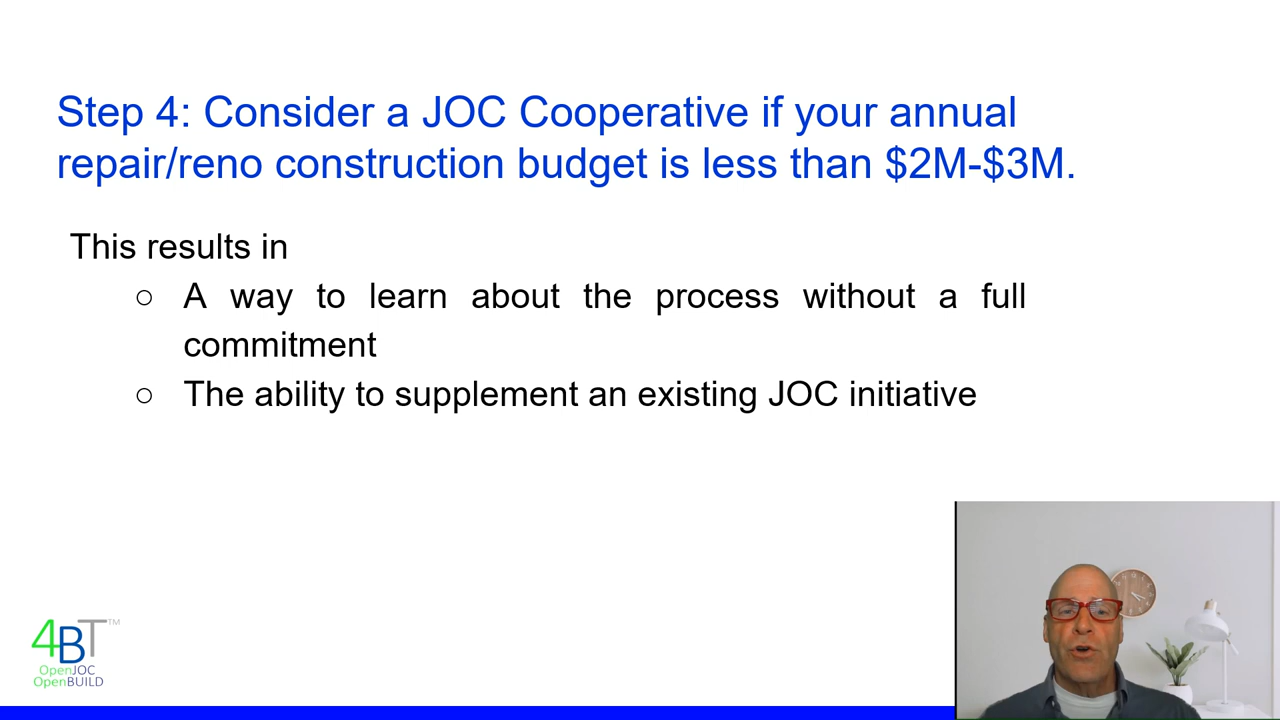 Step 4: Consider a JOC Cooperative if your annual
repair/reno construction budget is less than $2M-$3M.
This results in
○ A way to learn about the process without a full
commitment
○ The ability to supplement an existing JOC initiative
4BT™
OpenJOC
OpenBUILD